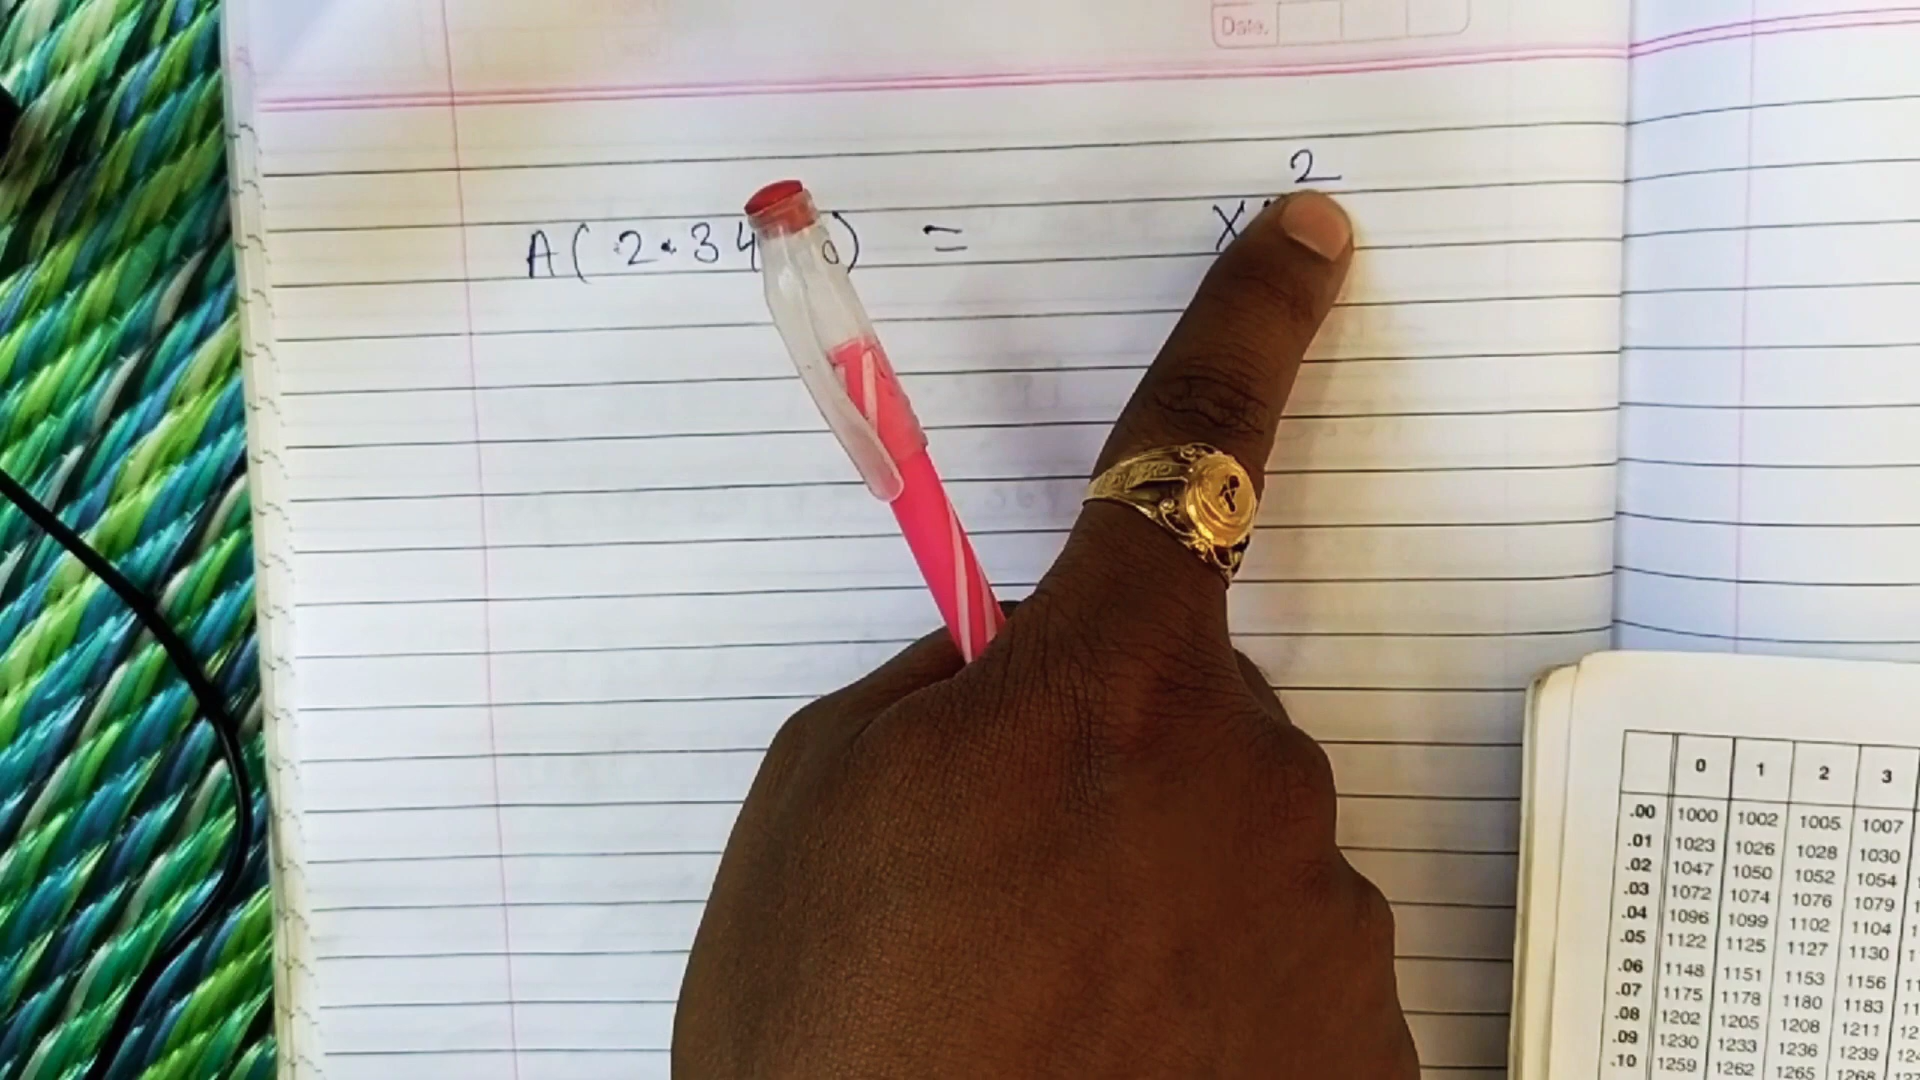 Date.
2
A(2.34 0) = X
0 1 2 3
.00 1000 1002 1005 1007
.01 1023 1026 1028 1030
.02 1047 1050 1052 1054
.03 1072 1074 1076 1079
.04 1096 1099 1102 1104
.05 1122 1125 1127 1130
.06 1148 1151 1153 1156
.07 1175 1178 1180 1183
.08 1202 1205 1208 1211
.09 1230 1233 1236 1239
.10 1259 1262 1265 1268